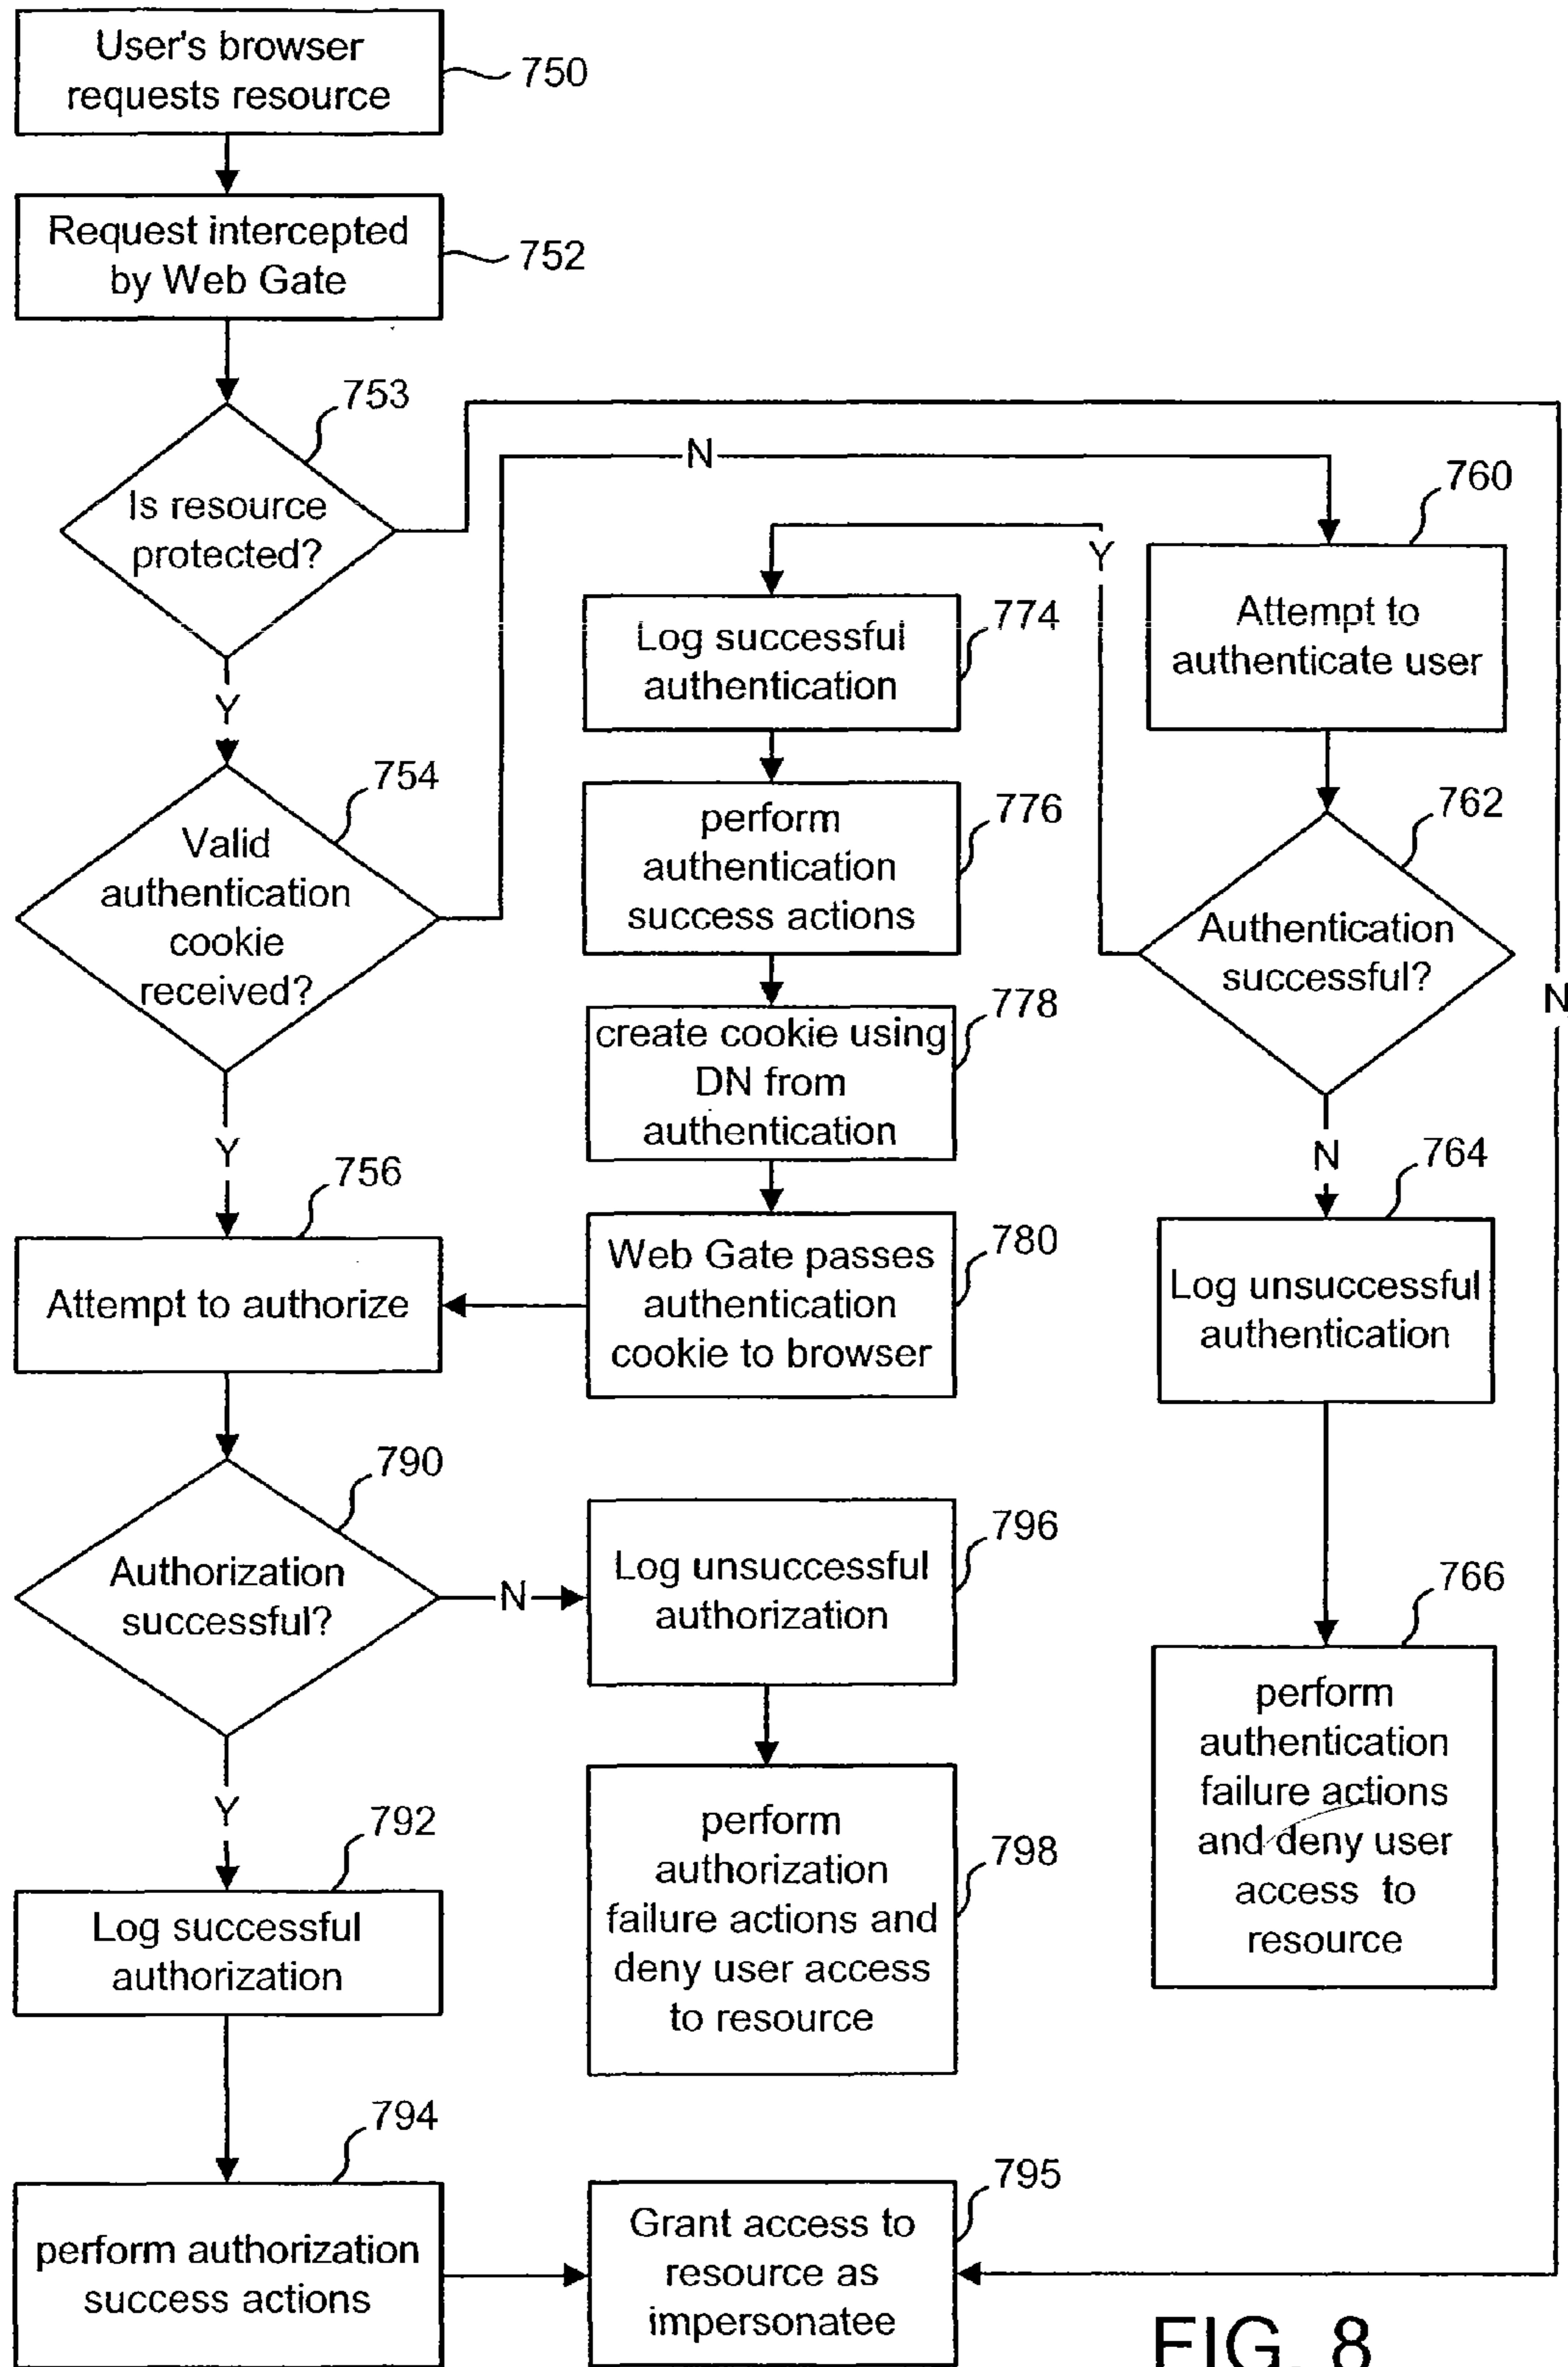 User's browser
requests resource
750
Request intercepted
by Web Gate
752
753
Is resource
protected?
N
Y
754
Valid
authentication
cookie
received?
N
Y
760
Attempt to
authenticate user
762
Authentication
successful?
Y
N
764
Log unsuccessful
authentication
766
perform
authentication
failure actions
and deny user
access to
resource
774
Log successful
authentication
776
perform
authentication
success actions
778
create cookie using
DN from
authentication
780
Web Gate passes
authentication
cookie to browser
756
Attempt to authorize
790
Authorization
successful?
N
Y
796
Log unsuccessful
authorization
798
perform
authorization
failure actions and
deny user access
to resource
792
Log successful
authorization
794
perform authorization
success actions
795
Grant access to
resource as
impersonatee
FIG. 8